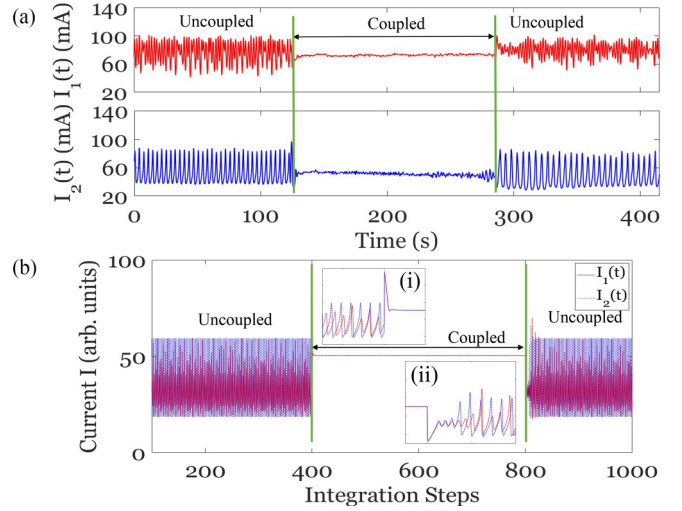 (a)
Uncoupled
Coupled
Uncoupled
I₁(t) (mA)
100
60
20
I₂(t) (mA)
100
60
20
0
100
200
300
400
Time (s)
(b)
Current I (arb. units)
100
50
0
Uncoupled
(i)
I₁(t)
I₂(t)
Coupled
Uncoupled
(ii)
200
400
600
800
1000
Integration Steps